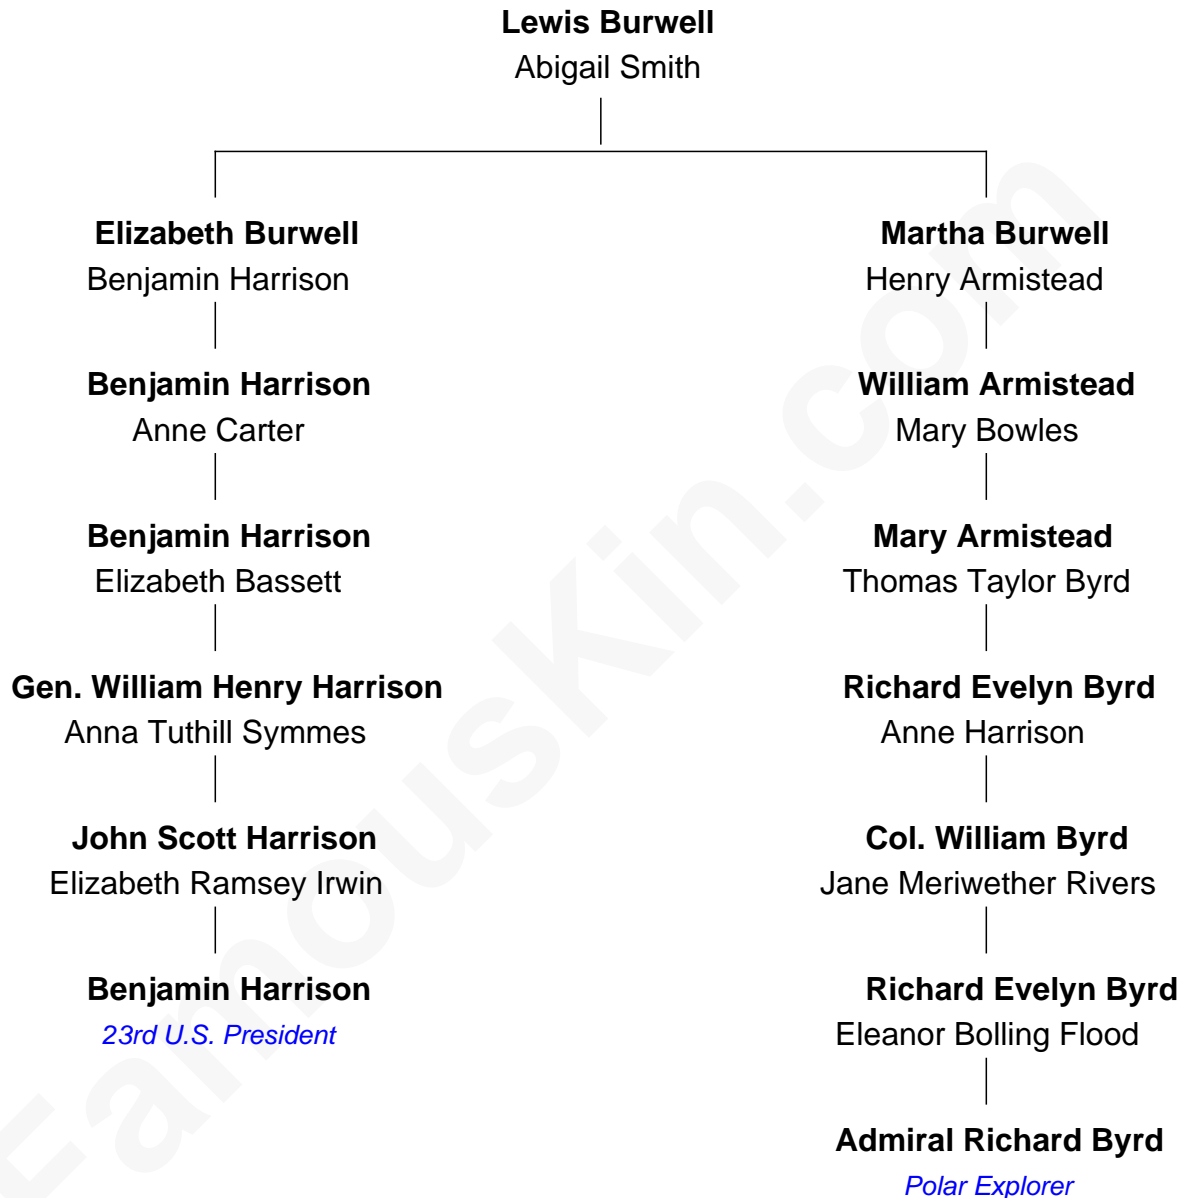 Lewis Burwell
Abigail Smith
Elizabeth Burwell
Benjamin Harrison
Martha Burwell
Henry Armistead
Benjamin Harrison
Anne Carter
William Armistead
Mary Bowles
Benjamin Harrison
Elizabeth Bassett
Mary Armistead
Thomas Taylor Byrd
Gen. William Henry Harrison
Anna Tuthill Symmes
Richard Evelyn Byrd
Anne Harrison
John Scott Harrison
Elizabeth Ramsey Irwin
Col. William Byrd
Jane Meriwether Rivers
Benjamin Harrison
23rd U.S. President
Richard Evelyn Byrd
Eleanor Bolling Flood
Admiral Richard Byrd
Polar Explorer
FamousKin.com